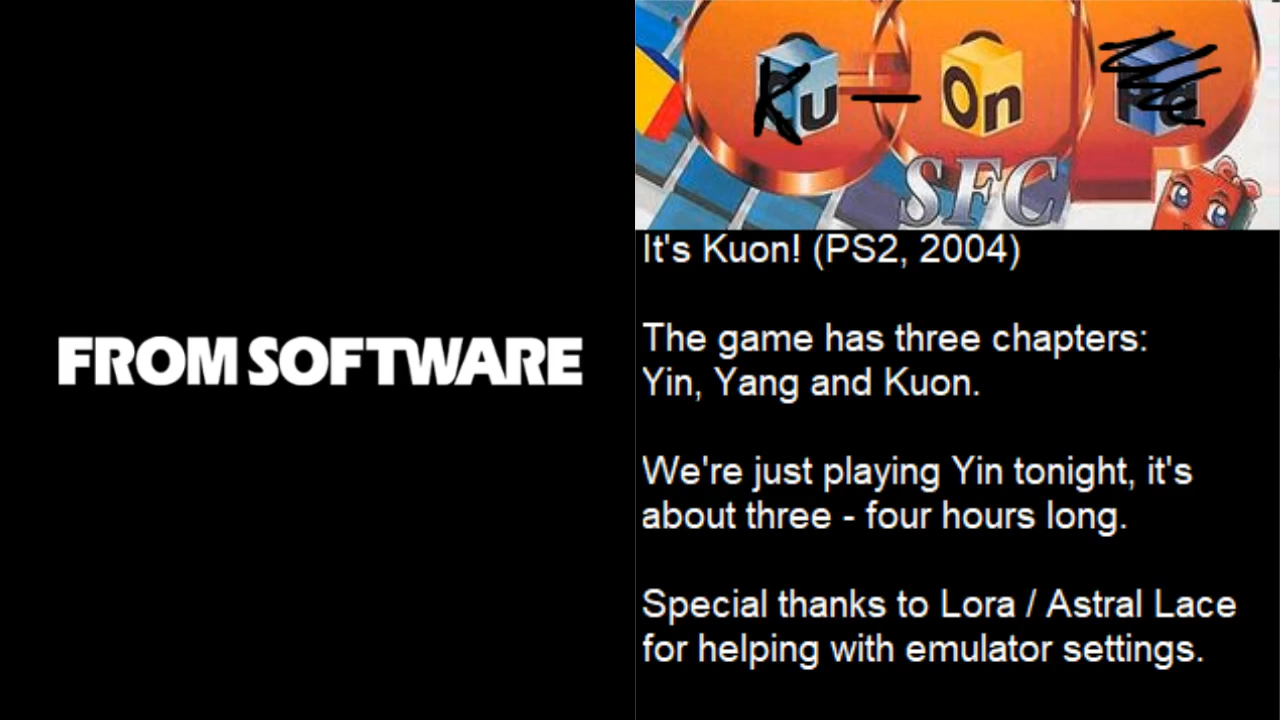 FROMSOFTWARE
Ku - On
SFC
It's Kuon! (PS2, 2004)
The game has three chapters:
Yin, Yang and Kuon.
We're just playing Yin tonight, it's
about three - four hours long.
Special thanks to Lora / Astral Lace
for helping with emulator settings.